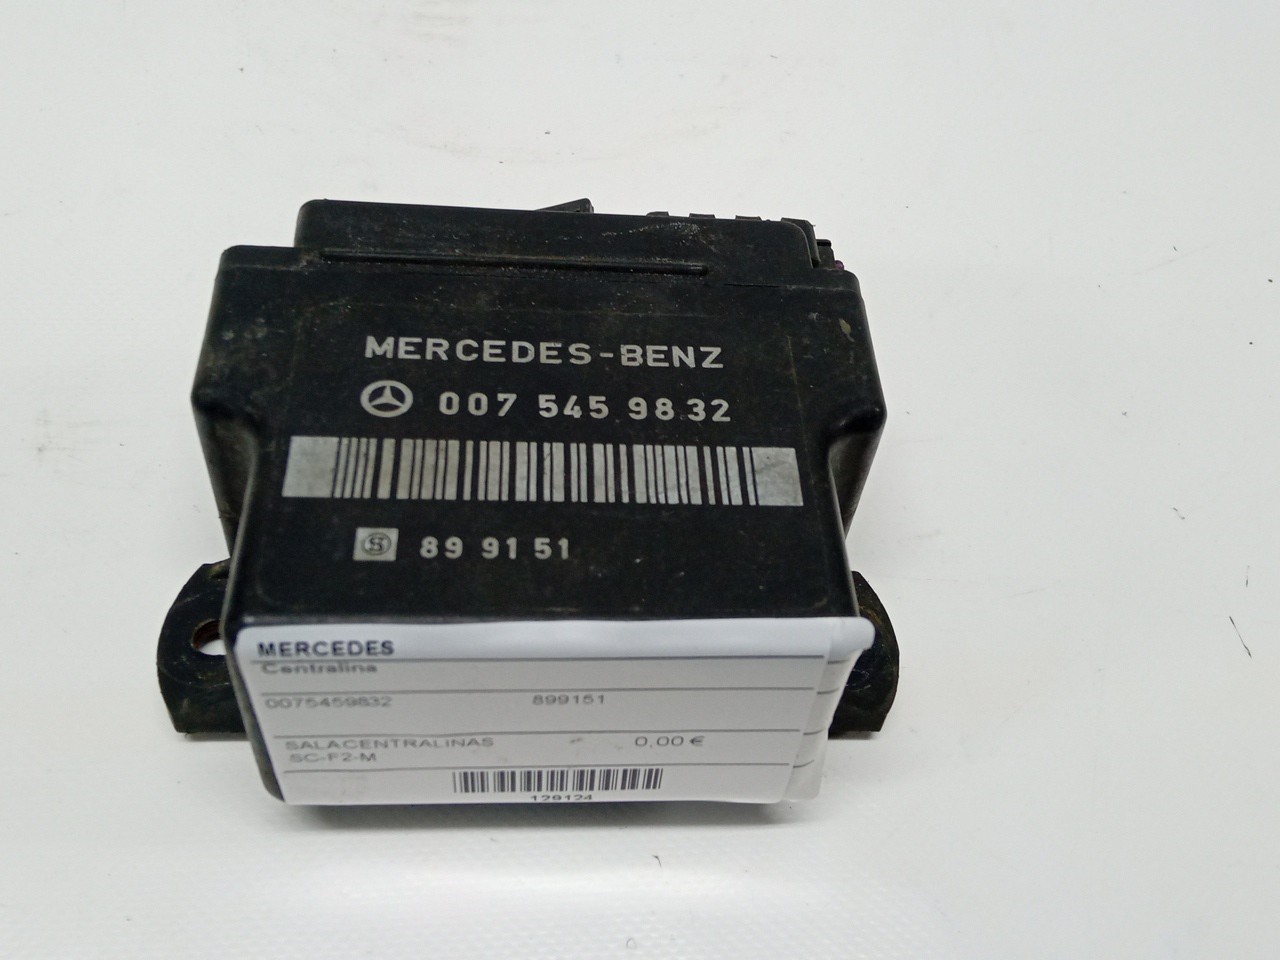 MERCEDES-BENZ
007 545 98 32
89 91 51
MERCEDES
Centralina
0075459832 899151
SALACENTRALINAS 0,00 €
SC-F2-M
129124